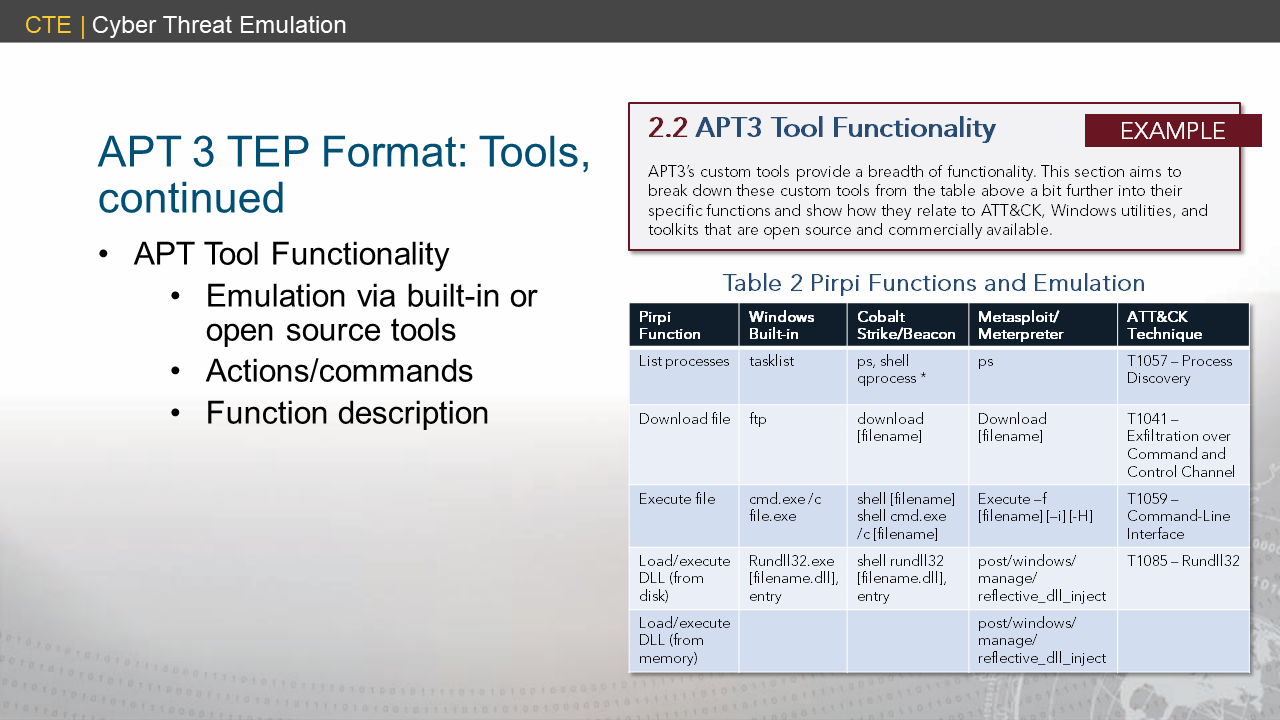 CTE | Cyber Threat Emulation
APT 3 TEP Format: Tools,
continued
• APT Tool Functionality
• Emulation via built-in or
open source tools
• Actions/commands
• Function description
2.2 APT3 Tool Functionality
EXAMPLE
APT3's custom tools provide a breadth of functionality. This section aims to
break down these custom tools from the table above a bit further into their
specific functions and show how they relate to ATT&CK, Windows utilities, and
toolkits that are open source and commercially available.
Table 2 Pirpi Functions and Emulation
Pirpi
Function
Windows
Built-in
Cobalt
Strike/Beacon
Metasploit/
Meterpreter
ATT&CK
Technique
List processes
tasklist
ps, shell
qprocess *
ps
T1057 – Process
Discovery
Download file
ftp
download
[filename]
Download
[filename]
T1041 –
Exfiltration over
Command and
Control Channel
Execute file
cmd.exe /c
file.exe
shell [filename]
shell cmd.exe
/c [filename]
Execute –f
[filename] [–i] [-H]
T1059 –
Command-Line
Interface
Load/execute
DLL (from
disk)
Rundll32.exe
[filename.dll],
entry
shell rundll32
[filename.dll],
entry
post/windows/
manage/
reflective_dll_inject
T1085 – Rundll32
Load/execute
DLL (from
memory)
post/windows/
manage/
reflective_dll_inject